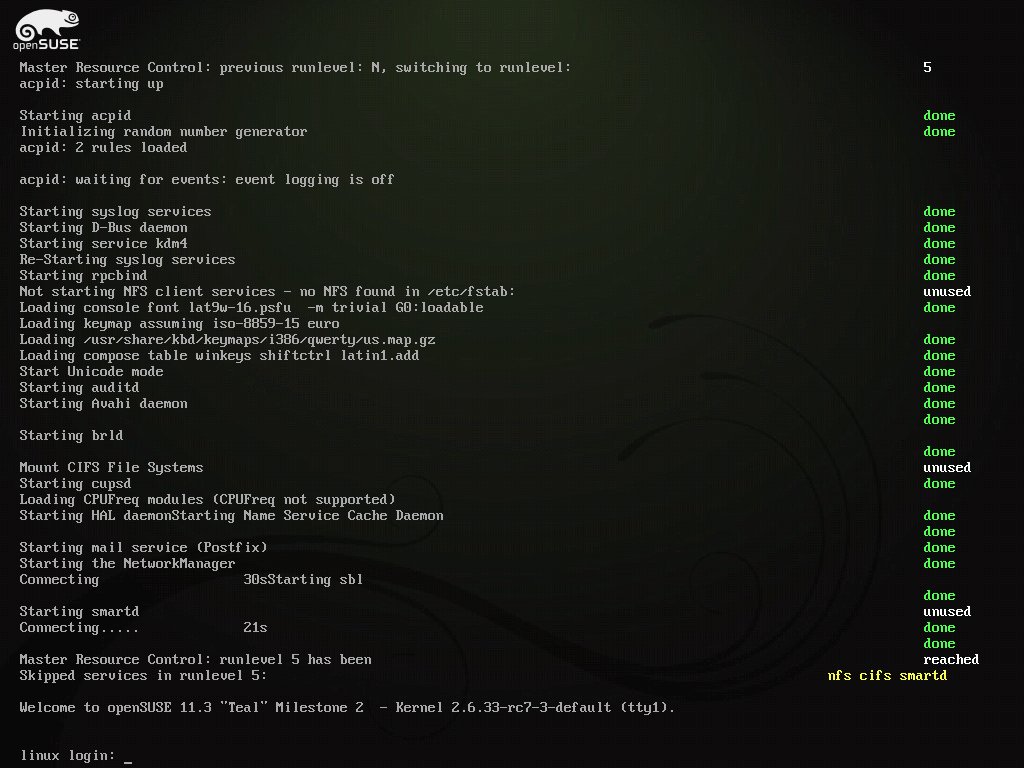 openSUSE
Master Resource Control: previous runlevel: N, switching to runlevel: 5
acpid: starting up
Starting acpid done
Initializing random number generator done
acpid: 2 rules loaded
acpid: waiting for events: event logging is off
Starting syslog services done
Starting D-Bus daemon done
Starting service kdm4 done
Re-Starting syslog services done
Starting rpcbind done
Not starting NFS client services - no NFS found in /etc/fstab: unused
Loading console font lat9w-16.psfu  -m trivial G0:loadable done
Loading keymap assuming iso-8859-15 euro
Loading /usr/share/kbd/keymaps/i386/qwerty/us.map.gz done
Loading compose table winkeys shiftctrl latin1.add done
Start Unicode mode done
Starting auditd done
Starting Avahi daemon done
done
Starting brld
done
Mount CIFS File Systems unused
Starting cupsd done
Loading CPUFreq modules (CPUFreq not supported)
Starting HAL daemonStarting Name Service Cache Daemon done
done
Starting mail service (Postfix) done
Starting the NetworkManager done
Connecting 30sStarting sbl
done
Starting smartd unused
Connecting..... 21s done
done
Master Resource Control: runlevel 5 has been reached
Skipped services in runlevel 5: nfs cifs smartd
Welcome to openSUSE 11.3 "Teal" Milestone 2  - Kernel 2.6.33-rc7-3-default (tty1).
linux login: _